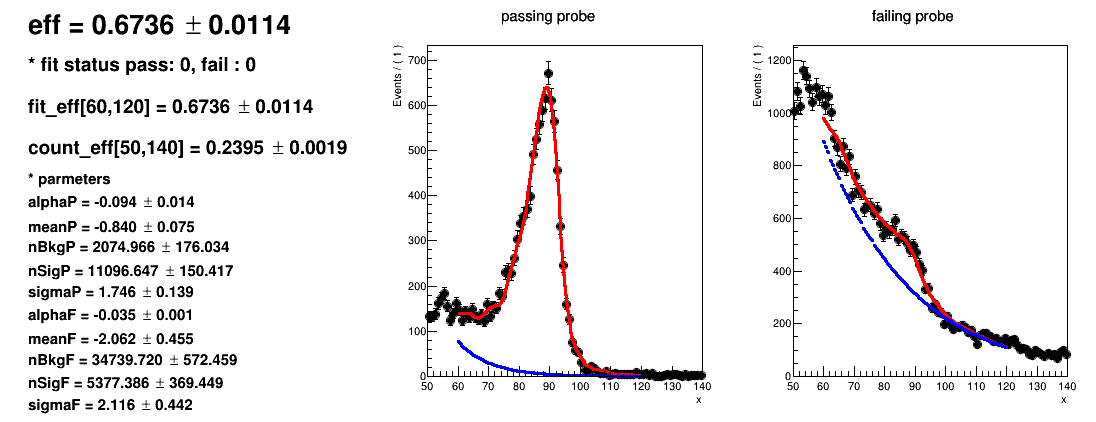 eff = 0.6736 ± 0.0114
* fit status pass: 0, fail : 0
fit_eff[60,120] = 0.6736 ± 0.0114
count_eff[50,140] = 0.2395 ± 0.0019
* parmeters
alphaP = -0.094 ± 0.014
meanP = -0.840 ± 0.075
nBkgP = 2074.966 ± 176.034
nSigP = 11096.647 ± 150.417
sigmaP = 1.746 ± 0.139
alphaF = -0.035 ± 0.001
meanF = -2.062 ± 0.455
nBkgF = 34739.720 ± 572.459
nSigF = 5377.386 ± 369.449
sigmaF = 2.116 ± 0.442
passing probe
Events / ( 1 )
700
600
500
400
300
200
100
0
50 60 70 80 90 100 110 120 130 140
x
failing probe
Events / ( 1 )
1200
1000
800
600
400
200
0
50 60 70 80 90 100 110 120 130 140
x